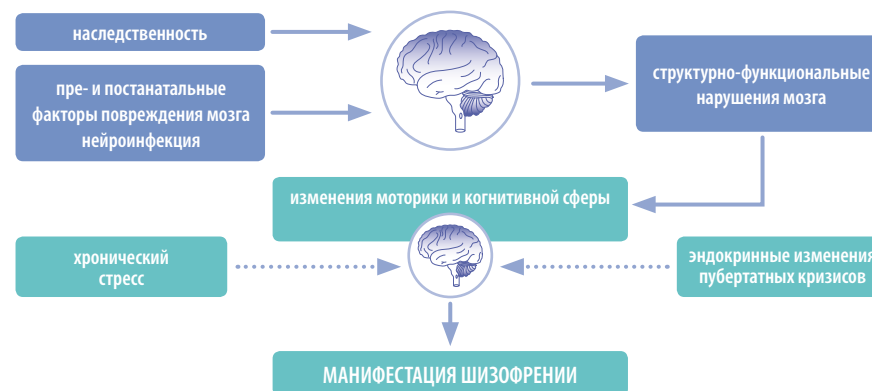 наследственность
пре- и постанатальные
факторы повреждения мозга
нейроинфекция
структурно-функциональные
нарушения мозга
изменения моторики и когнитивной сферы
хронический
стресс
эндокринные изменения
пубертатных кризисов
МАНИФЕСТАЦИЯ ШИЗОФРЕНИИ